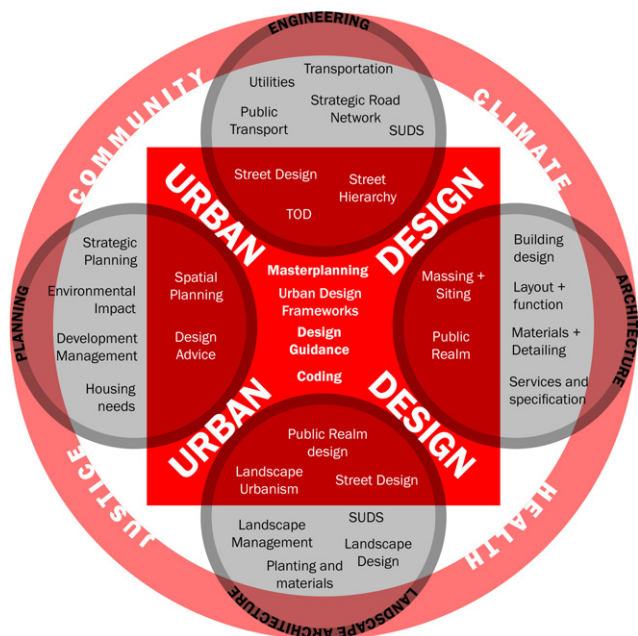 ENGINEERING
COMMUNITY
CLIMATE
Transportation
Utilities
Strategic Road
Network
Public
Transport
SUDS
URBAN
DESIGN
Street Design
Street
Hierarchy
TOD
PLANNING
Strategic
Planning
Environmental
Impact
Development
Management
Housing
needs
Spatial
Planning
Design
Advice
Masterplanning
Urban Design
Frameworks
Design
Guidance
Coding
Massing +
Siting
Public
Realm
Building
design
Layout +
function
Materials +
Detailing
Services and
specification
ARCHITECTURE
URBAN
DESIGN
Public Realm
design
Landscape
Urbanism
Street Design
SUDS
Landscape
Management
Landscape
Design
Planting and
materials
JUSTICE
HEALTH
LANDSCAPE ARCHITECTURE